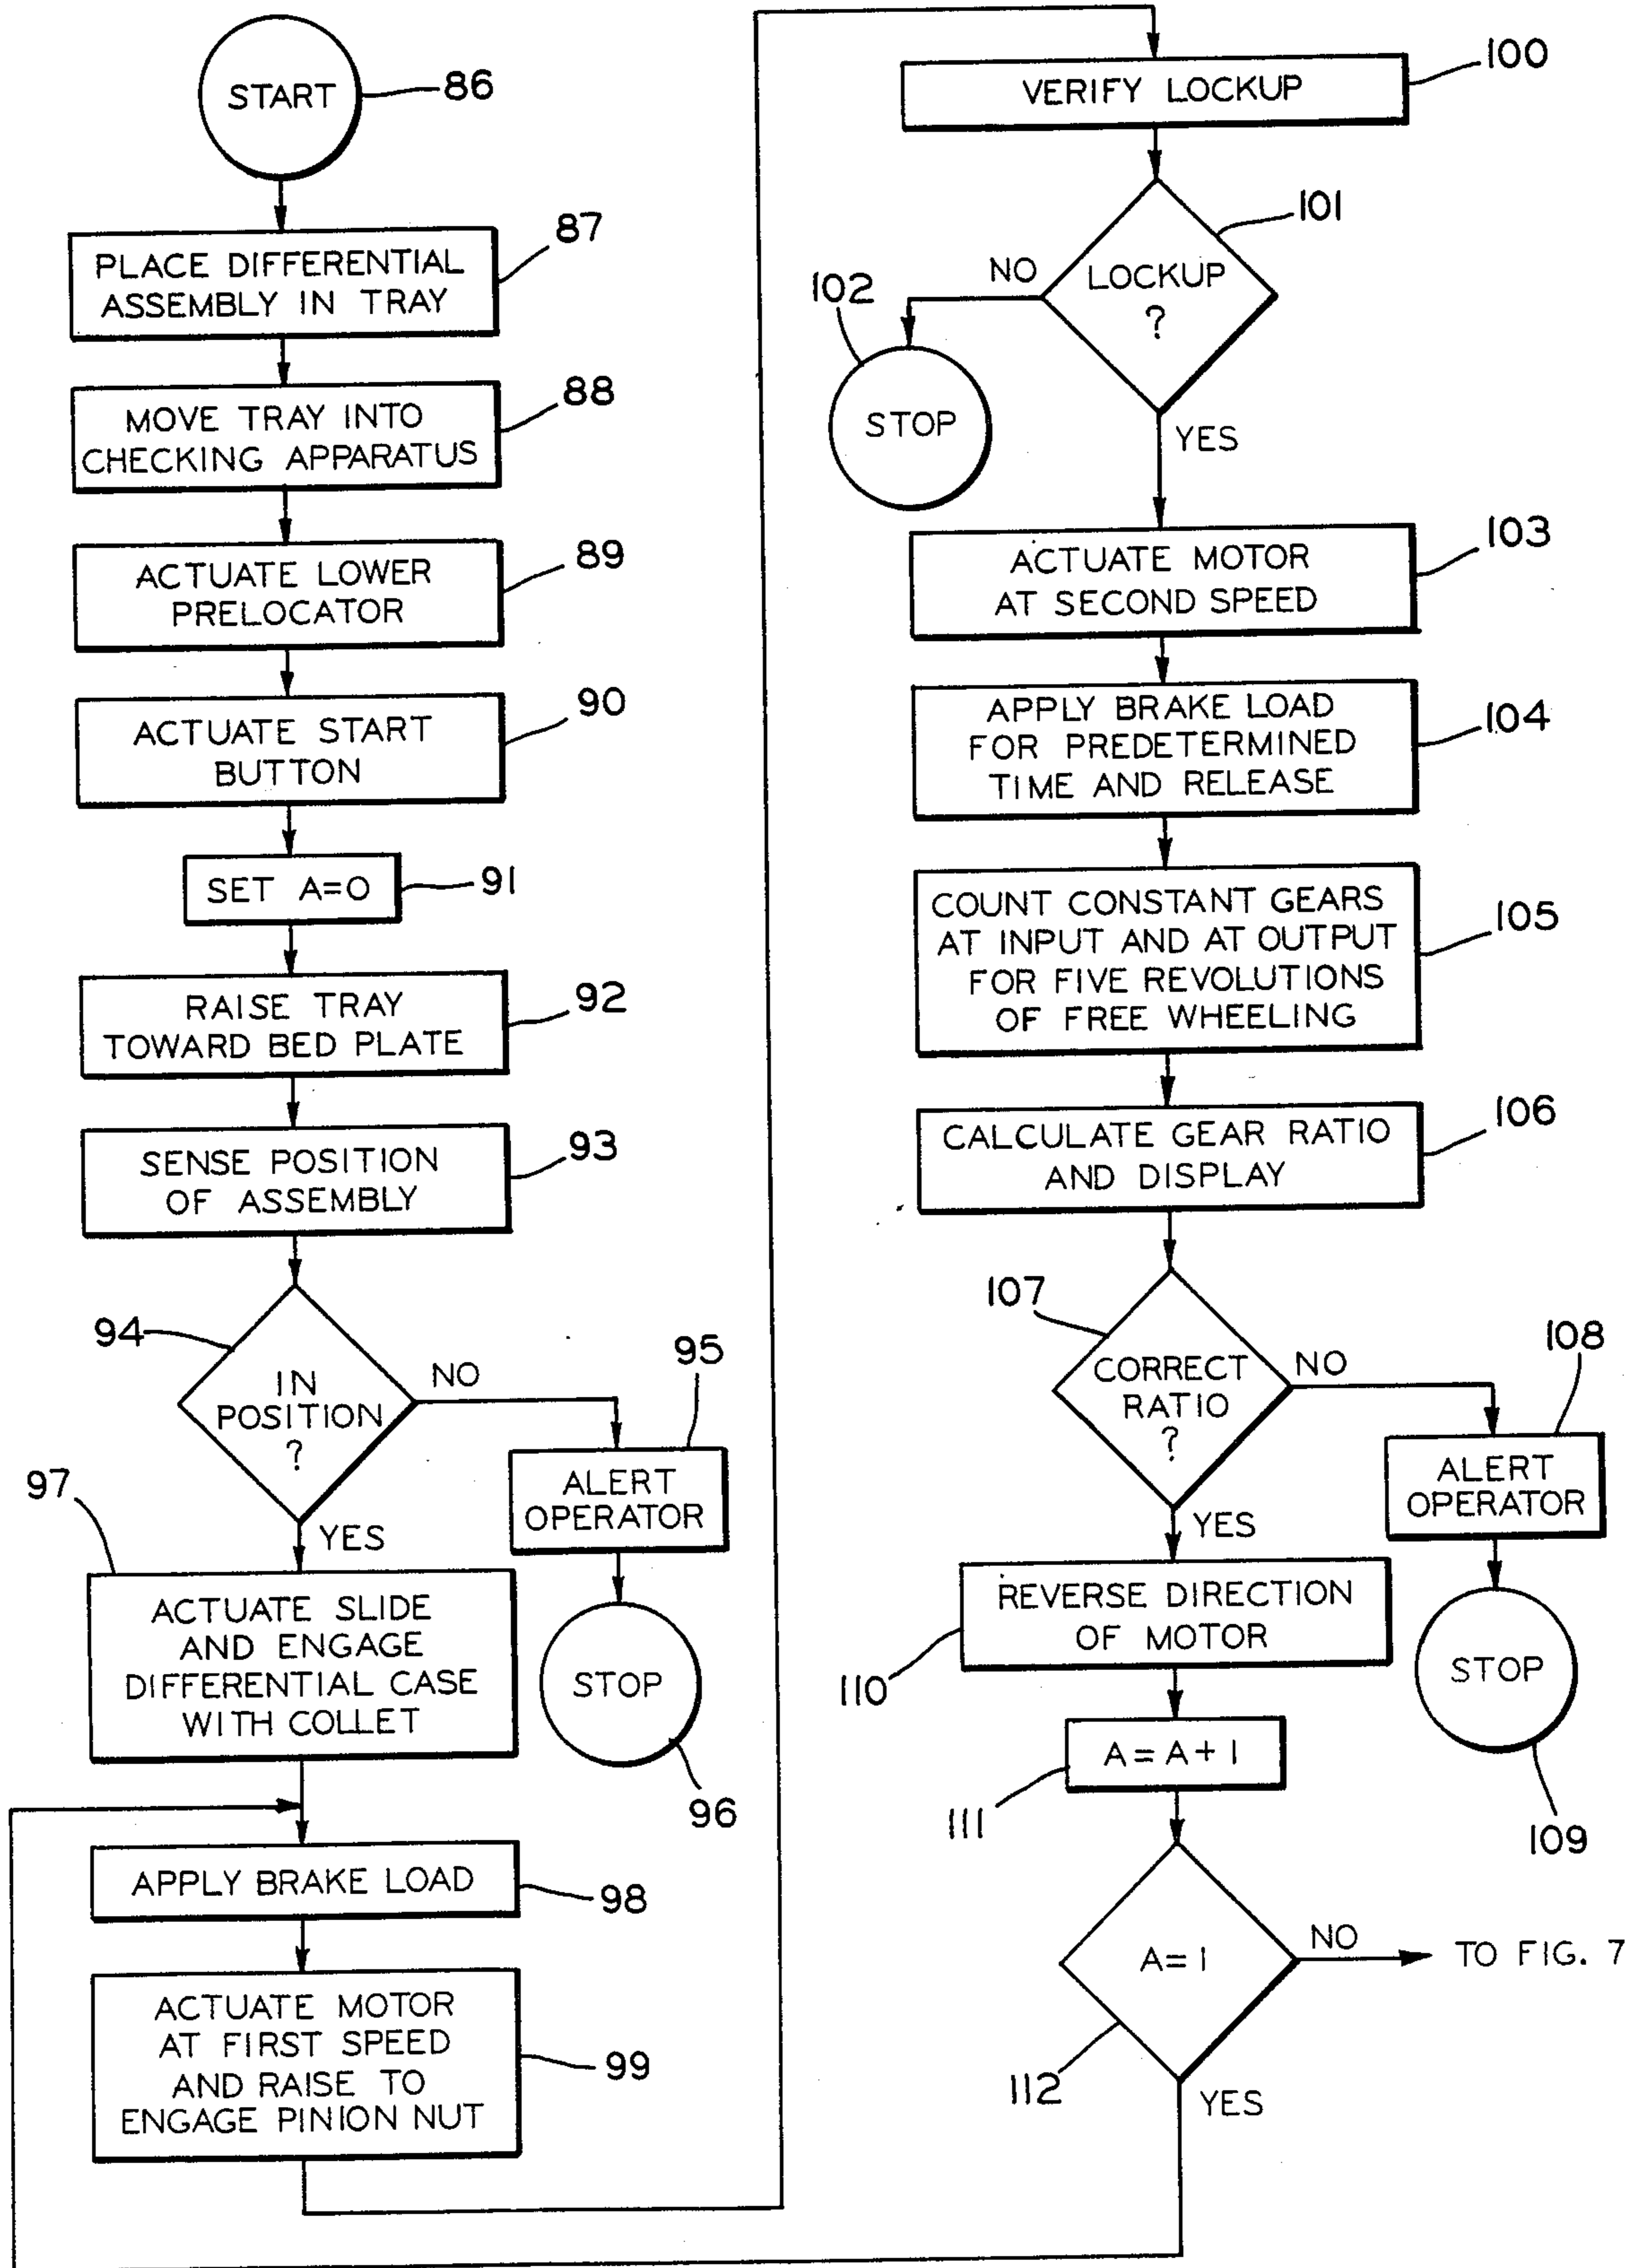 START
86
PLACE DIFFERENTIAL
ASSEMBLY IN TRAY
87
MOVE TRAY INTO
CHECKING APPARATUS
88
ACTUATE LOWER
PRELOCATOR
89
ACTUATE START
BUTTON
90
SET A=0
91
RAISE TRAY
TOWARD BED PLATE
92
SENSE POSITION
OF ASSEMBLY
93
94
IN
POSITION
?
NO
95
ALERT
OPERATOR
STOP
96
YES
97
ACTUATE SLIDE
AND ENGAGE
DIFFERENTIAL CASE
WITH COLLET
APPLY BRAKE LOAD
98
ACTUATE MOTOR
AT FIRST SPEED
AND RAISE TO
ENGAGE PINION NUT
99
VERIFY LOCKUP
100
101
LOCKUP
?
NO
102
STOP
YES
ACTUATE MOTOR
AT SECOND SPEED
103
APPLY BRAKE LOAD
FOR PREDETERMINED
TIME AND RELEASE
104
COUNT CONSTANT GEARS
AT INPUT AND AT OUTPUT
FOR FIVE REVOLUTIONS
OF FREE WHEELING
105
CALCULATE GEAR RATIO
AND DISPLAY
106
107
CORRECT
RATIO
?
NO
108
ALERT
OPERATOR
STOP
109
YES
REVERSE DIRECTION
OF MOTOR
110
A = A + 1
111
A = 1
NO
TO FIG. 7
112
YES